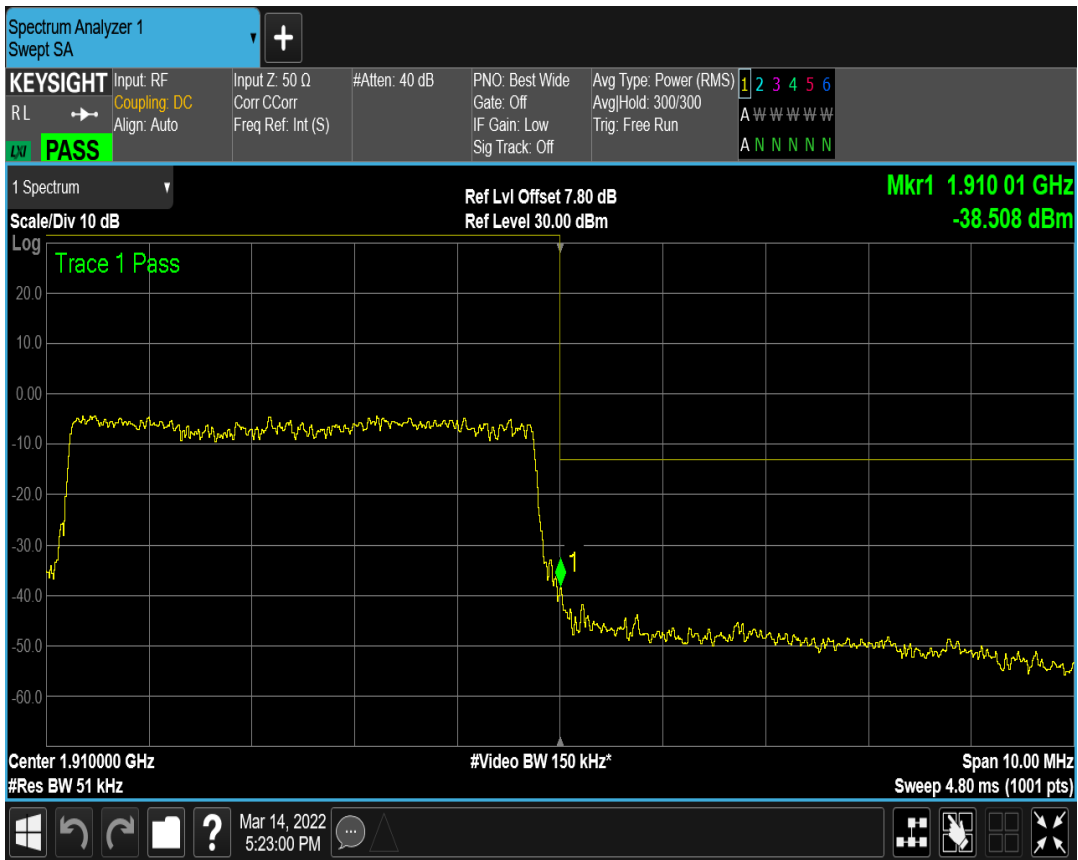 Spectrum Analyzer 1
Swept SA
+
KEYSIGHT
R L
LXI
PASS
Input: RF
Coupling: DC
Align: Auto
Input Z: 50 Ω
Corr CCorr
Freq Ref: Int (S)
#Atten: 40 dB
PNO: Best Wide
Gate: Off
IF Gain: Low
Sig Track: Off
Avg Type: Power (RMS)
Avg|Hold: 300/300
Trig: Free Run
1 2 3 4 5 6
A W W W W W
A N N N N N
1 Spectrum
Scale/Div 10 dB
Ref Lvl Offset 7.80 dB
Ref Level 30.00 dBm
Mkr1 1.910 01 GHz
-38.508 dBm
Log
Trace 1 Pass
20.0
10.0
0.00
-10.0
-20.0
-30.0
1
-40.0
-50.0
-60.0
Center 1.910000 GHz
#Video BW 150 kHz*
Span 10.00 MHz
#Res BW 51 kHz
Sweep 4.80 ms (1001 pts)
?
Mar 14, 2022
5:23:00 PM